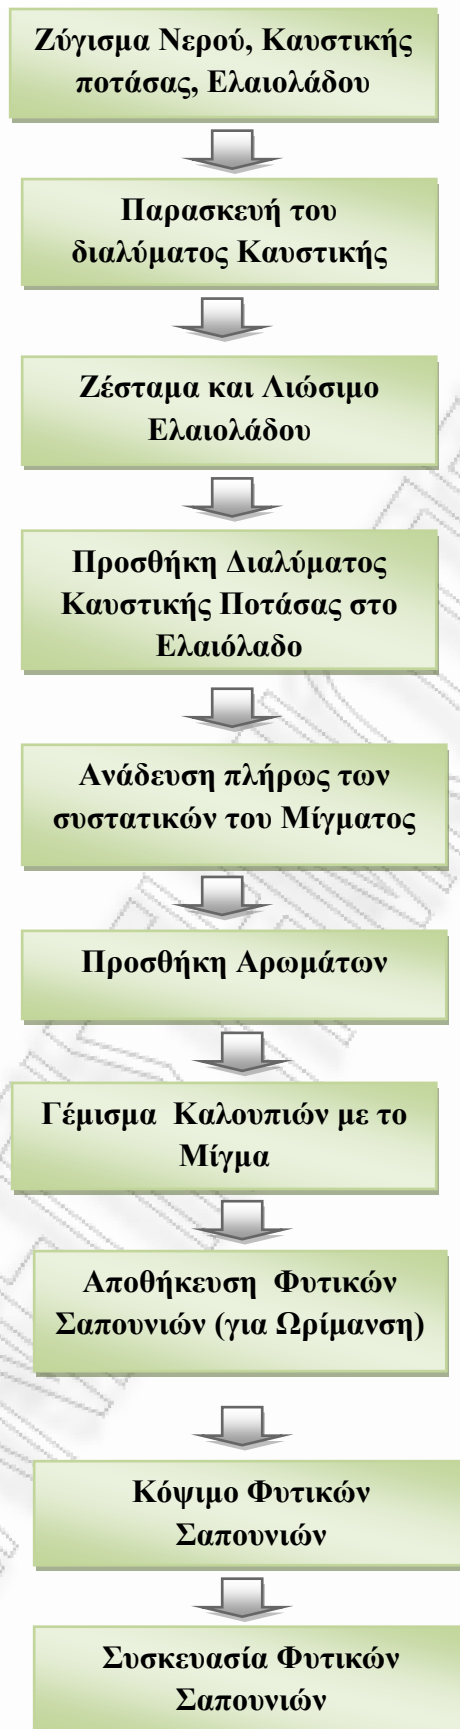 Ζύγισμα Νερού, Καυστικής
ποτάσας, Ελαιολάδου
Παρασκευή του
διαλύματος Καυστικής
Ζέσταμα και Λιώσιμο
Ελαιολάδου
Προσθήκη Διαλύματος
Καυστικής Ποτάσας στο
Ελαιόλαδο
Ανάδευση πλήρως των
συστατικών του Μίγματος
Προσθήκη Αρωμάτων
Γέμισμα Καλουπιών με το
Μίγμα
Αποθήκευση Φυτικών
Σαπουνιών (για Ωρίμανση)
Κόψιμο Φυτικών
Σαπουνιών
Συσκευασία Φυτικών
Σαπουνιών